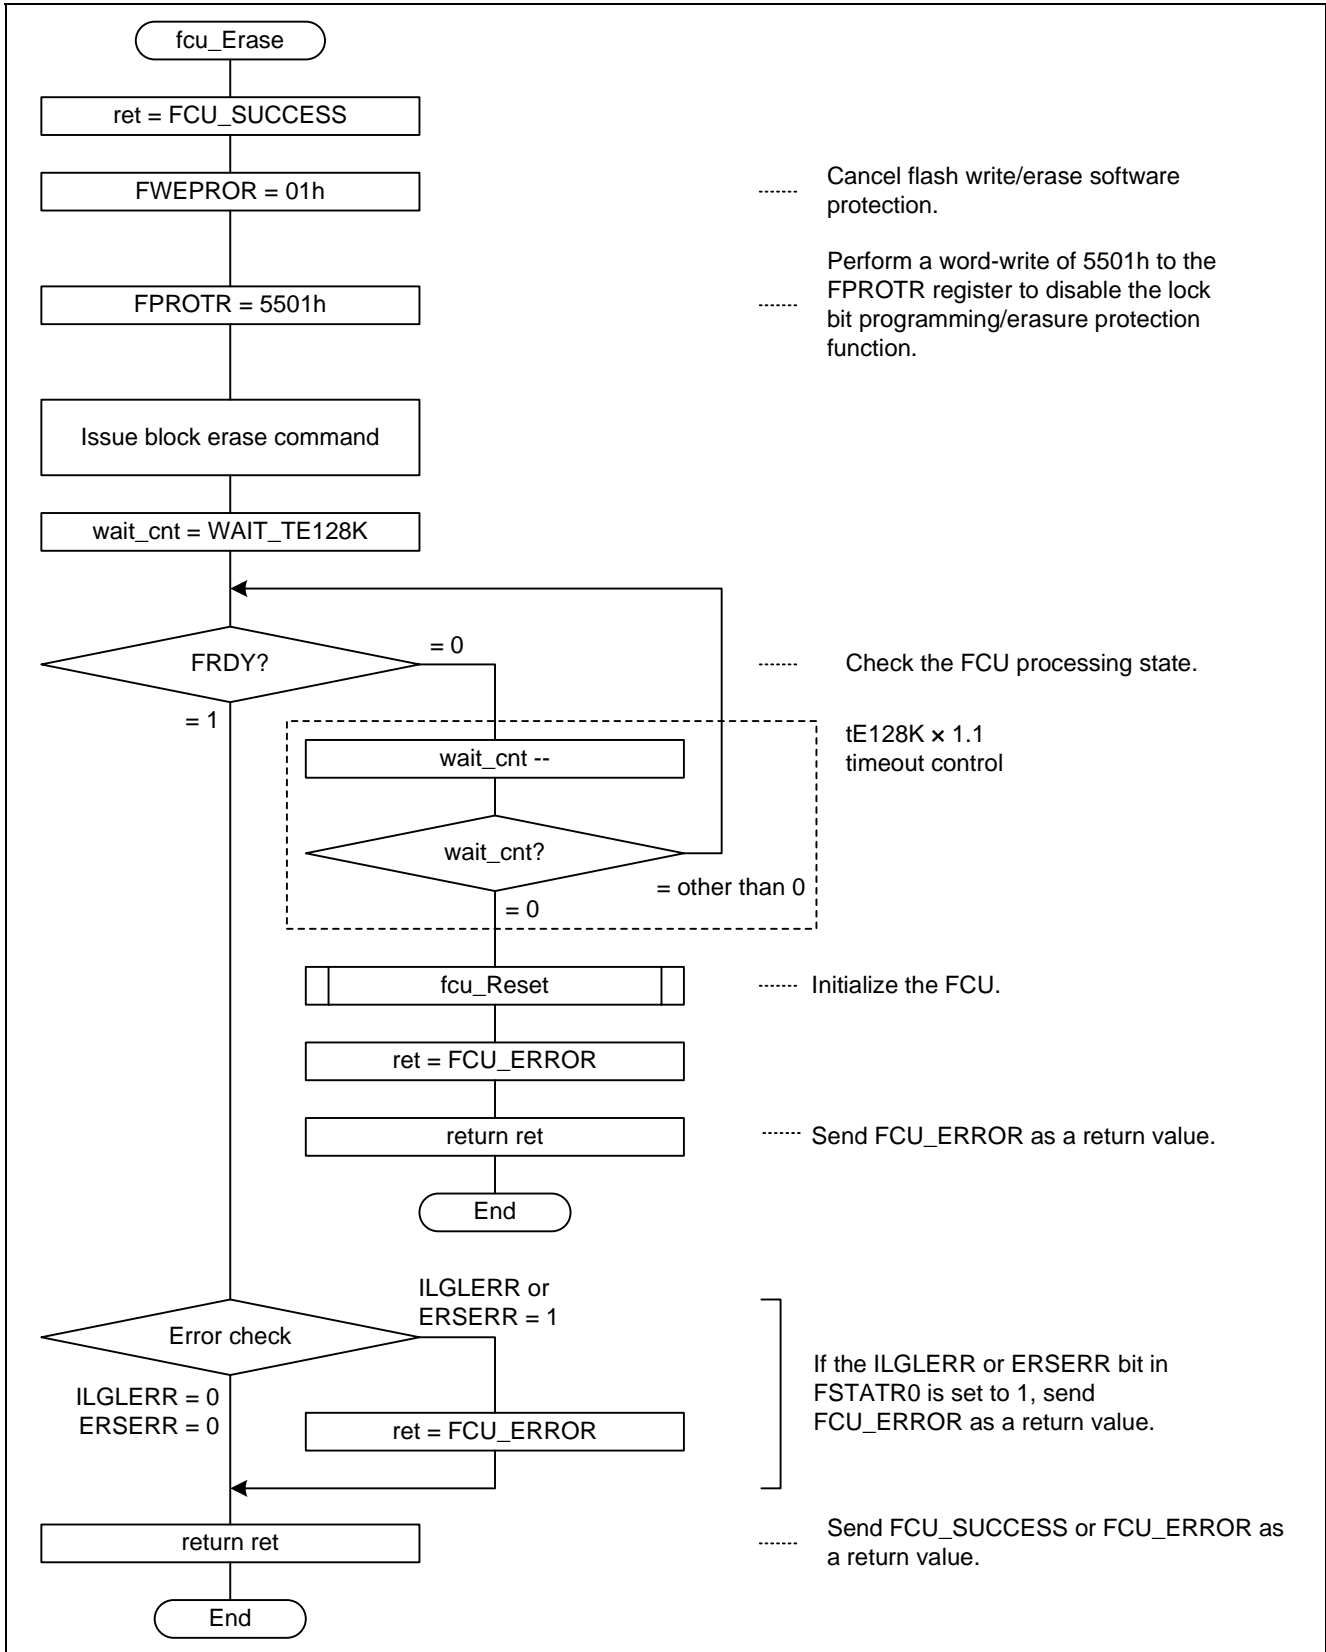 fcu_Erase
ret = FCU_SUCCESS
FWEPROR = 01h
Cancel flash write/erase software
protection.
FPROTR = 5501h
Perform a word-write of 5501h to the
FPROTR register to disable the lock
bit programming/erasure protection
function.
Issue block erase command
wait_cnt = WAIT_TE128K
FRDY?
= 0
Check the FCU processing state.
= 1
wait_cnt --
tE128K × 1.1
timeout control
wait_cnt?
= other than 0
= 0
fcu_Reset
Initialize the FCU.
ret = FCU_ERROR
return ret
Send FCU_ERROR as a return value.
End
Error check
ILGLERR or
ERSERR = 1
ILGLERR = 0
ERSERR = 0
ret = FCU_ERROR
If the ILGLERR or ERSERR bit in
FSTATR0 is set to 1, send
FCU_ERROR as a return value.
return ret
Send FCU_SUCCESS or FCU_ERROR as
a return value.
End